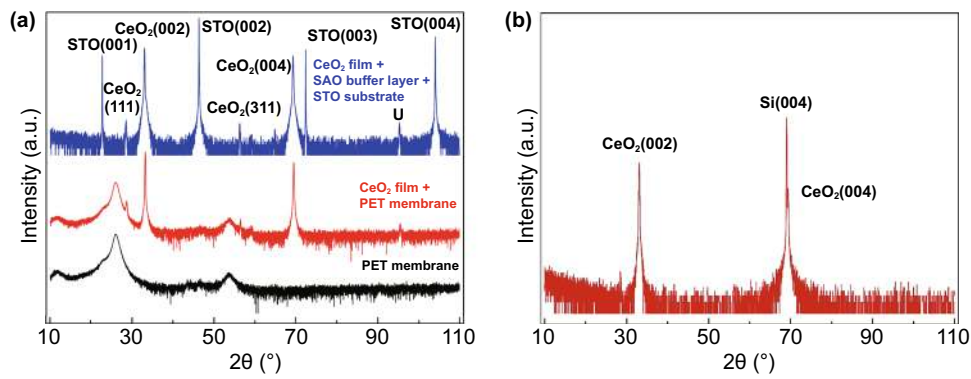 (a)
STO(001)
CeO₂(002)
STO(002)
STO(003)
STO(004)
CeO₂
(111)
CeO₂(311)
CeO₂(004)
CeO₂ film +
SAO buffer layer +
STO substrate
U
CeO₂ film +
PET membrane
PET membrane
Intensity (a.u.)
10 30 50 70 90 110
2θ (°)
(b)
CeO₂(002)
Si(004)
CeO₂(004)
Intensity (a.u.)
10 30 50 70 90 110
2θ (°)